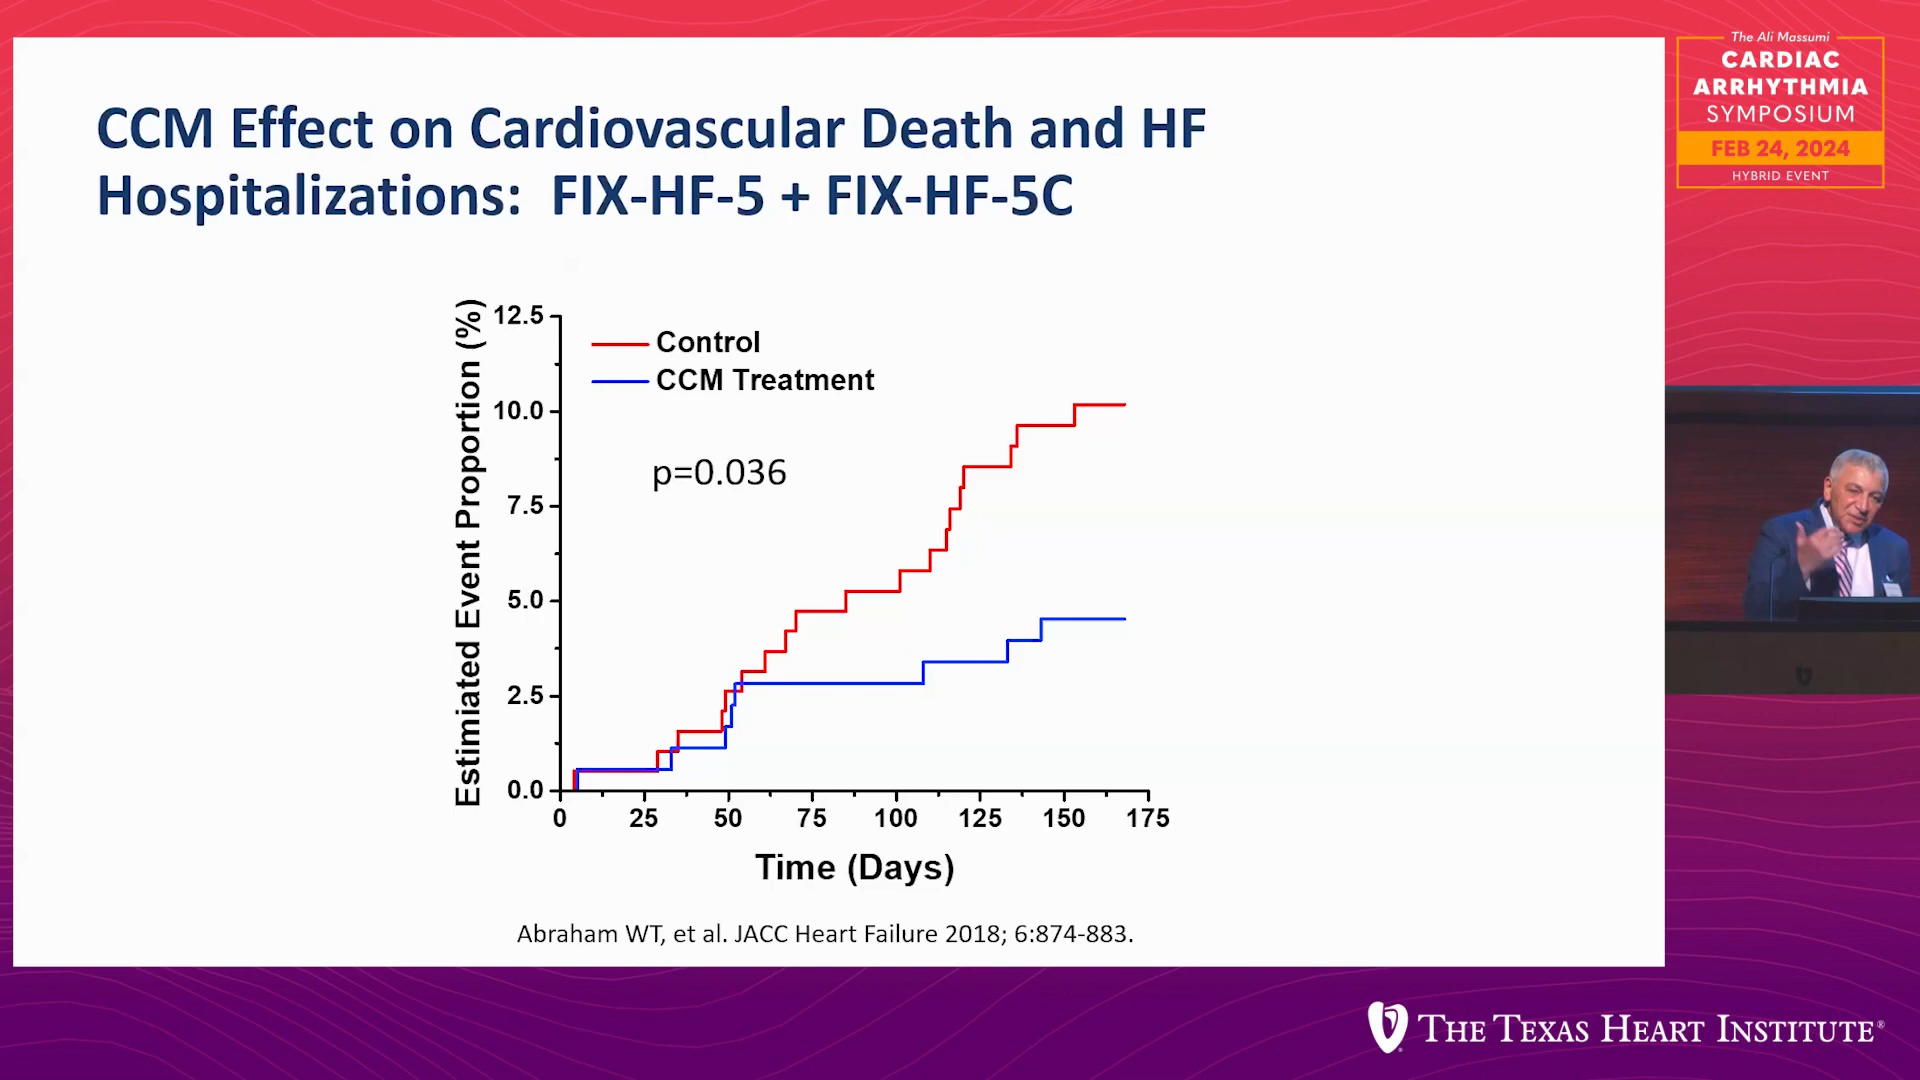 CCM Effect on Cardiovascular Death and HF
Hospitalizations: FIX-HF-5 + FIX-HF-5C
Estimiated Event Proportion (%)
12.5
10.0
7.5
5.0
2.5
0.0
Control
CCM Treatment
p=0.036
0 25 50 75 100 125 150 175
Time (Days)
Abraham WT, et al. JACC Heart Failure 2018; 6:874-883.
The Ali Massumi
CARDIAC
ARRHYTHMIA
SYMPOSIUM
FEB 24, 2024
HYBRID EVENT
THE TEXAS HEART INSTITUTE®